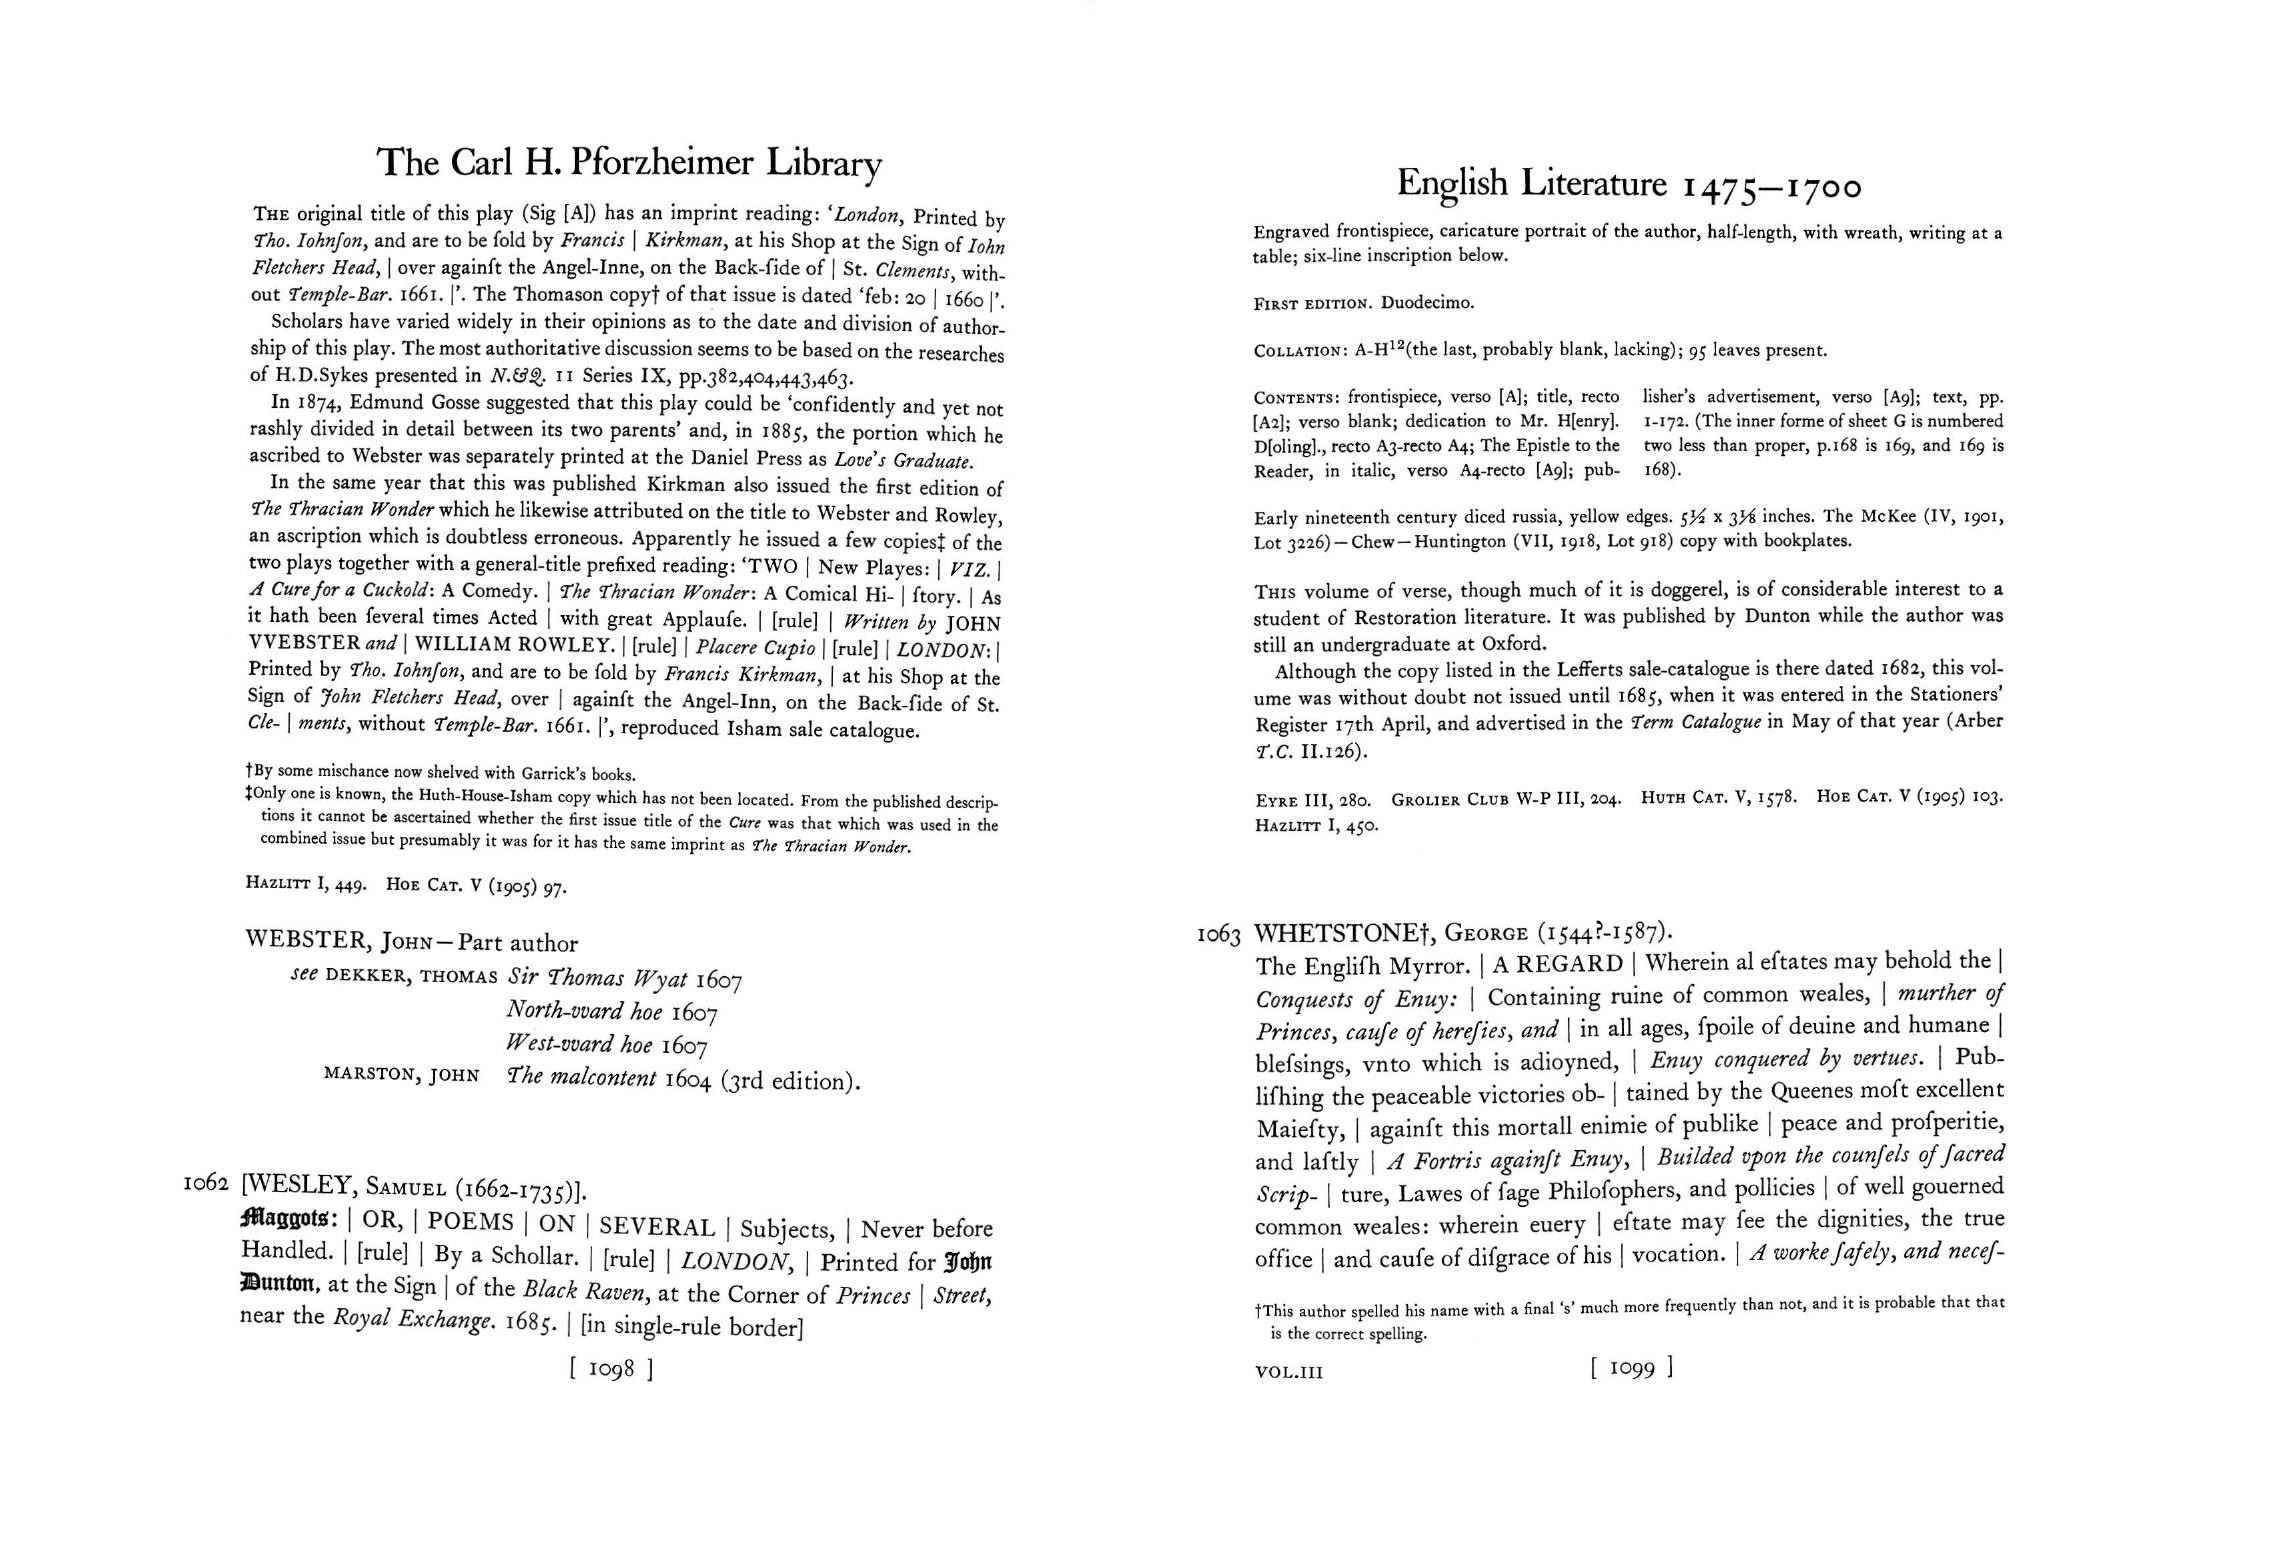 The Carl H. Pforzheimer Library
THE original title of this play (Sig [A]) has an imprint reading: ‘London, Printed by
Tho. Iohnſon, and are to be ſold by Francis | Kirkman, at his Shop at the Sign of Iohn
Fletchers Head, | over againſt the Angel-Inne, on the Back-ſide of | St. Clements, with-
out Temple-Bar. 1661. |’. The Thomason copy† of that issue is dated ‘feb: 20 | 1660 |’.
Scholars have varied widely in their opinions as to the date and division of author-
ship of this play. The most authoritative discussion seems to be based on the researches
of H.D.Sykes presented in N.&Q. 11 Series IX, pp.382,404,443,463.
In 1874, Edmund Gosse suggested that this play could be ‘confidently and yet not
rashly divided in detail between its two parents’ and, in 1885, the portion which he
ascribed to Webster was separately printed at the Daniel Press as Love's Graduate.
In the same year that this was published Kirkman also issued the first edition of
The Thracian Wonder which he likewise attributed on the title to Webster and Rowley,
an ascription which is doubtless erroneous. Apparently he issued a few copies‡ of the
two plays together with a general-title prefixed reading: ‘TWO | New Playes: | VIZ. |
A Cure for a Cuckold: A Comedy. | The Thracian Wonder: A Comical Hi- | ſtory. | As
it hath been ſeveral times Acted | with great Applauſe. | [rule] | Written by JOHN
VVEBSTER and | WILLIAM ROWLEY. | [rule] | Placere Cupio | [rule] | LONDON: |
Printed by Tho. Iohnſon, and are to be ſold by Francis Kirkman, | at his Shop at the
Sign of John Fletchers Head, over | againſt the Angel-Inn, on the Back-ſide of St.
Cle- | ments, without Temple-Bar. 1661. |’, reproduced Isham sale catalogue.
†By some mischance now shelved with Garrick's books.
‡Only one is known, the Huth-House-Isham copy which has not been located. From the published descrip-
tions it cannot be ascertained whether the first issue title of the Cure was that which was used in the
combined issue but presumably it was for it has the same imprint as The Thracian Wonder.
HAZLITT I, 449. HOE CAT. V (1905) 97.
WEBSTER, JOHN—Part author
see DEKKER, THOMAS Sir Thomas Wyat 1607
North-vvard hoe 1607
West-vvard hoe 1607
MARSTON, JOHN The malcontent 1604 (3rd edition).
1062 [WESLEY, SAMUEL (1662-1735)].
Maggots: | OR, | POEMS | ON | SEVERAL | Subjects, | Never before
Handled. | [rule] | By a Schollar. | [rule] | LONDON, | Printed for John
Dunton, at the Sign | of the Black Raven, at the Corner of Princes | Street,
near the Royal Exchange. 1685. | [in single-rule border]
[ 1098 ]
English Literature 1475—1700
Engraved frontispiece, caricature portrait of the author, half-length, with wreath, writing at a
table; six-line inscription below.
FIRST EDITION. Duodecimo.
COLLATION: A-H¹²(the last, probably blank, lacking); 95 leaves present.
CONTENTS: frontispiece, verso [A]; title, recto
[A2]; verso blank; dedication to Mr. H[enry].
D[oling]., recto A3-recto A4; The Epistle to the
Reader, in italic, verso A4-recto [A9]; pub-
lisher's advertisement, verso [A9]; text, pp.
1-172. (The inner forme of sheet G is numbered
two less than proper, p.168 is 169, and 169 is
168).
Early nineteenth century diced russia, yellow edges. 5½ x 3⅛ inches. The McKee (IV, 1901,
Lot 3226)—Chew—Huntington (VII, 1918, Lot 918) copy with bookplates.
THIS volume of verse, though much of it is doggerel, is of considerable interest to a
student of Restoration literature. It was published by Dunton while the author was
still an undergraduate at Oxford.
Although the copy listed in the Lefferts sale-catalogue is there dated 1682, this vol-
ume was without doubt not issued until 1685, when it was entered in the Stationers'
Register 17th April, and advertised in the Term Catalogue in May of that year (Arber
T.C. II.126).
EYRE III, 280. GROLIER CLUB W-P III, 204. HUTH CAT. V, 1578. HOE CAT. V (1905) 103.
HAZLITT I, 450.
1063 WHETSTONE†, GEORGE (1544?-1587).
The Engliſh Myrror. | A REGARD | Wherein al eſtates may behold the |
Conquests of Enuy: | Containing ruine of common weales, | murther of
Princes, cauſe of hereſies, and | in all ages, ſpoile of deuine and humane |
bleſsings, vnto which is adioyned, | Enuy conquered by vertues. | Pub-
liſhing the peaceable victories ob- | tained by the Queenes moſt excellent
Maieſty, | againſt this mortall enimie of publike | peace and proſperitie,
and laſtly | A Fortris againſt Enuy, | Builded vpon the counſels of ſacred
Scrip- | ture, Lawes of ſage Philoſophers, and pollicies | of well gouerned
common weales: wherein euery | eſtate may ſee the dignities, the true
office | and cauſe of diſgrace of his | vocation. | A worke ſafely, and neceſ-
†This author spelled his name with a final ‘s’ much more frequently than not, and it is probable that that
is the correct spelling.
VOL.III [ 1099 ]